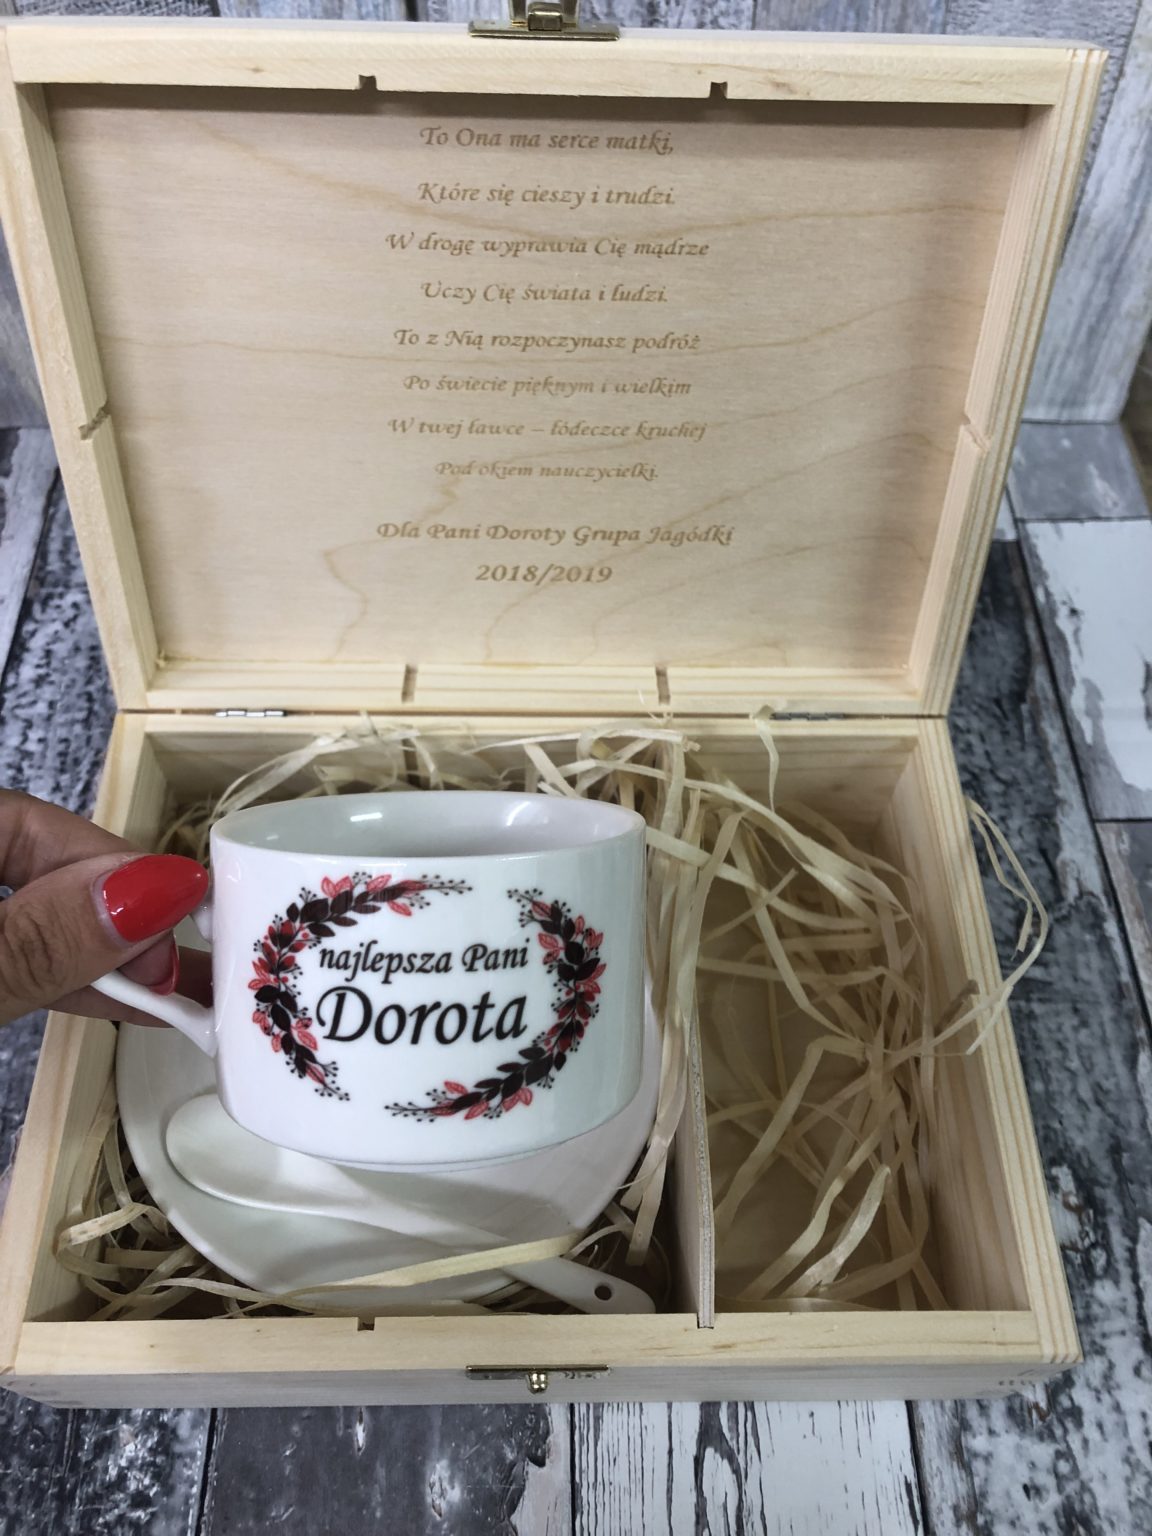 To Ona ma serce matki,
Które się cieszy i trudzi.
W drogę wyprawia Cię mądrze
Uczy Cię świata i ludzi.
To z Nią rozpoczynasz podróż
Po świecie pięknym i wielkim
W twej ławce – łódeczce kruchej
Pod okiem nauczycielki.
Dla Pani Doroty Grupa Jagódki
2018/2019
najlepsza Pani
Dorota